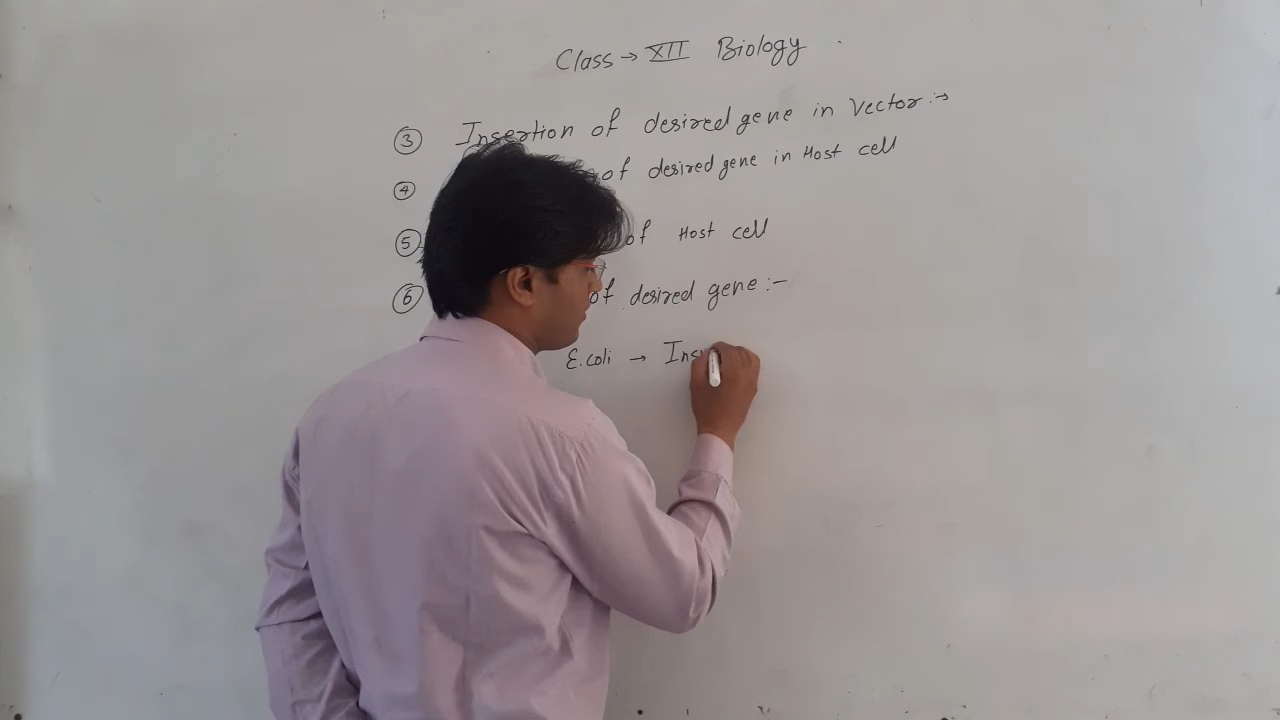 Class → XII Biology
③ Insertion of desired gene in Vector :→
④ of desired gene in Host cell
⑤ of Host cell
⑥ of desired gene :-
E.coli → Ins